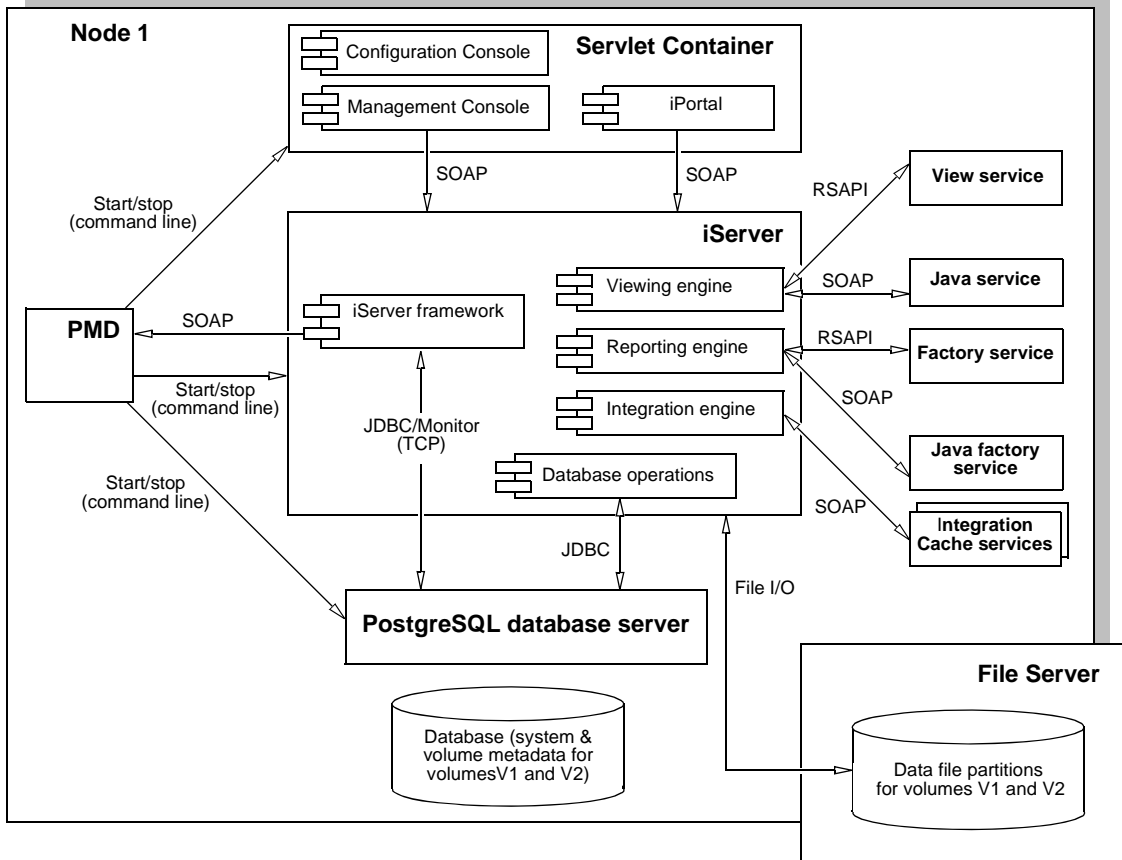 Node 1
Servlet Container
Configuration Console
Management Console
iPortal
SOAP
SOAP
Start/stop
(command line)
RSAPI
View service
iServer
Viewing engine
SOAP
Java service
iServer framework
SOAP
PMD
Reporting engine
RSAPI
Factory service
Start/stop
(command line)
SOAP
Integration engine
JDBC/Monitor
(TCP)
Java factory
service
Database operations
Start/stop
(command line)
SOAP
Integration
Cache services
JDBC
File I/O
PostgreSQL database server
File Server
Database (system &
volume metadata for
volumesV1 and V2)
Data file partitions
for volumes V1 and V2